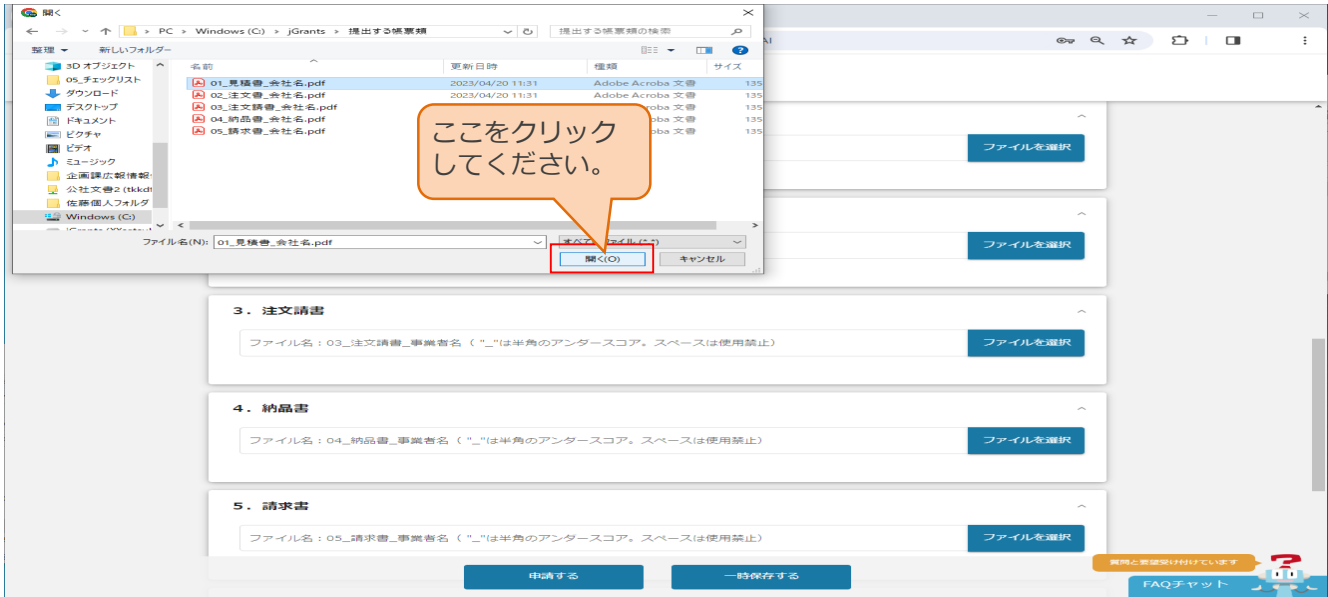 開く
PC > Windows (C:) > jGrants > 提出する帳票類
提出する帳票類の検索
整理
新しいフォルダー
名前 更新日時 種類 サイズ
3D オブジェクト
05_チェックリスト
ダウンロード
デスクトップ
ドキュメント
ピクチャ
ビデオ
ミュージック
企画課広報情報
公社文書2 (tkkd
佐藤個人フォルダ
Windows (C:)
01_見積書_会社名.pdf 2023/04/20 11:31 Adobe Acroba 文書 135
02_注文書_会社名.pdf 2023/04/20 11:31 Adobe Acroba 文書 135
03_注文請書_会社名.pdf 135
04_納品書_会社名.pdf 135
05_請求書_会社名.pdf 135
ここをクリック
してください。
ファイル名(N): 01_見積書_会社名.pdf
開く(O) キャンセル
ファイルを選択
ファイルを選択
3. 注文請書
ファイル名:03_注文請書_事業者名( "_"は半角のアンダースコア。スペースは使用禁止)
ファイルを選択
4. 納品書
ファイル名:04_納品書_事業者名( "_"は半角のアンダースコア。スペースは使用禁止)
ファイルを選択
5. 請求書
ファイル名:05_請求書_事業者名( "_"は半角のアンダースコア。スペースは使用禁止)
ファイルを選択
申請する 一時保存する
質問と要望受け付けています
FAQチャット